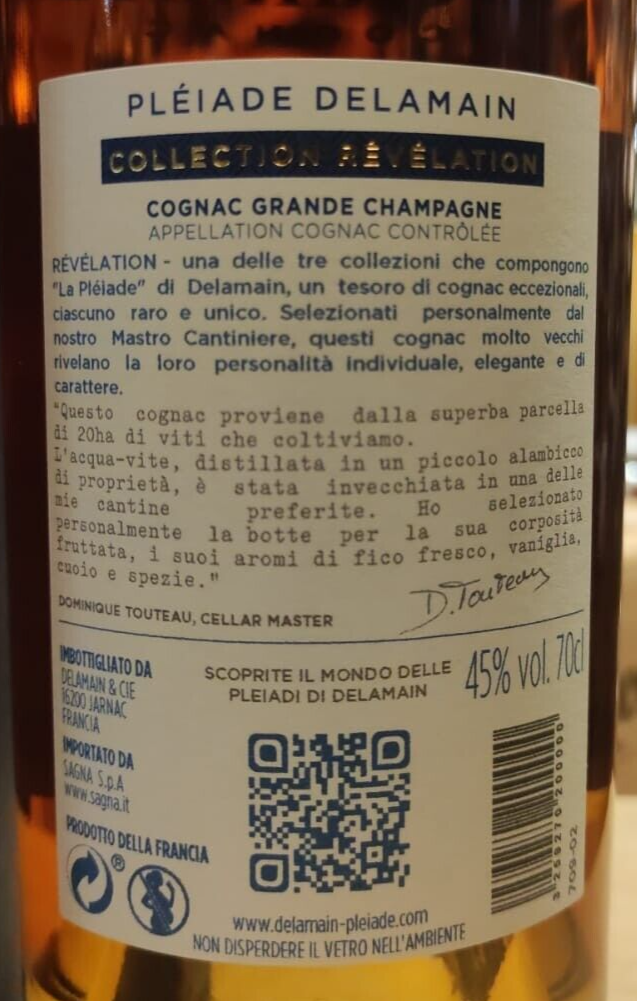 PLÉIADE DELAMAIN
COLLECTION RÉVÉLATION
COGNAC GRANDE CHAMPAGNE
APPELLATION COGNAC CONTRÔLÉE
RÉVÉLATION - una delle tre collezioni che compongono
"La Pléiade" di Delamain, un tesoro di cognac eccezionali,
ciascuno raro e unico. Selezionati personalmente dal
nostro Mastro Cantiniere, questi cognac molto vecchi
rivelano la loro personalità individuale, elegante e di
carattere.
"Questo cognac proviene dalla superba parcella
di 20ha di viti che coltiviamo.
L'acqua-vite, distillata in un piccolo alambicco
di proprietà, è stata invecchiata in una delle
mie cantine preferite. Ho selezionato
personalmente la botte per la sua corposità
fruttata, i suoi aromi di fico fresco, vaniglia,
cuoio e spezie."
D. Touteau
DOMINIQUE TOUTEAU, CELLAR MASTER
IMBOTTIGLIATO DA
DELAMAIN & CIE
16200 JARNAC
FRANCIA
IMPORTATO DA
SAGNA S.p.A
www.sagna.it
PRODOTTO DELLA FRANCIA
®
SCOPRITE IL MONDO DELLE
PLEIADI DI DELAMAIN
45% vol. 70cl
3 259270 200000
709-02
www.delamain-pleiade.com
NON DISPERDERE IL VETRO NELL'AMBIENTE